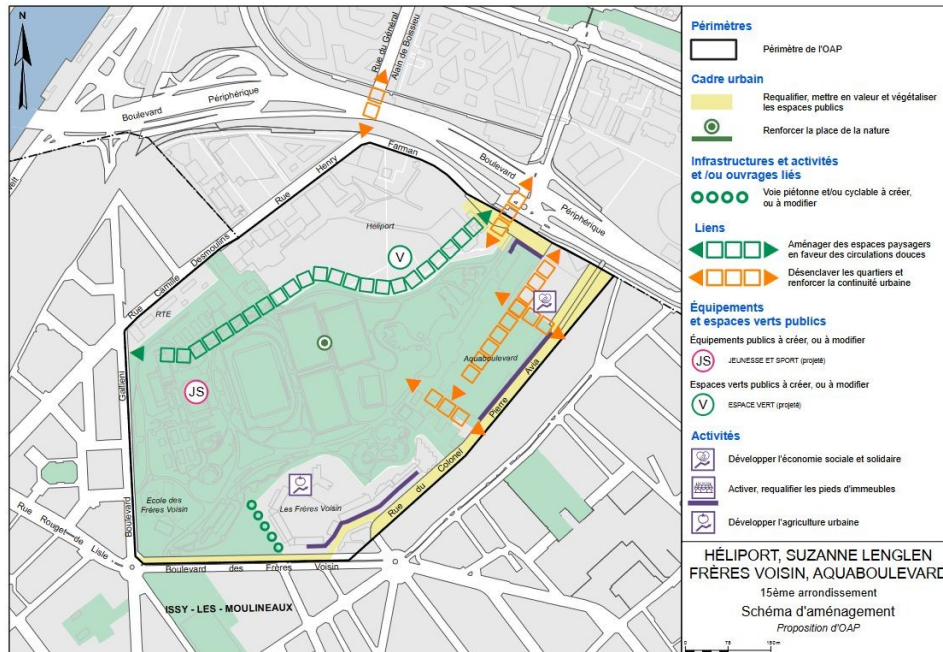 N
Rue du Général
Alain de Boissieu
Boulevard
Périphérique
Farman
Henry
Rue
Boulevard
Périphérique
Desmoulins
Camille
Rue
Héliport
V
RTE
Gallieni
JS
Aquaboulevard
Avia
Pierre
Colonel
du
Rue
Ecole des
Frères Voisin
Les Frères Voisin
Boulevard
Rue Rouget de
Lisle
Boulevard des Frères Voisin
ISSY - LES - MOULINEAUX
Périmètres
Périmètre de l'OAP
Cadre urbain
Requalifier, mettre en valeur et végétaliser
les espaces publics
Renforcer la place de la nature
Infrastructures et activités
et /ou ouvrages liés
Voie piétonne et/ou cyclable à créer,
ou à modifier
Liens
Aménager des espaces paysagers
en faveur des circulations douces
Désenclaver les quartiers et
renforcer la continuité urbaine
Équipements
et espaces verts publics
Équipements publics à créer, ou à modifier
JS JEUNESSE ET SPORT (projeté)
Espaces verts publics à créer, ou à modifier
V ESPACE VERT (projeté)
Activités
Développer l'économie sociale et solidaire
Activer, requalifier les pieds d'immeubles
Développer l'agriculture urbaine
HÉLIPORT, SUZANNE LENGLEN
FRÈRES VOISIN, AQUABOULEVARD
15ème arrondissement
Schéma d'aménagement
Proposition d'OAP
0 75 150 m